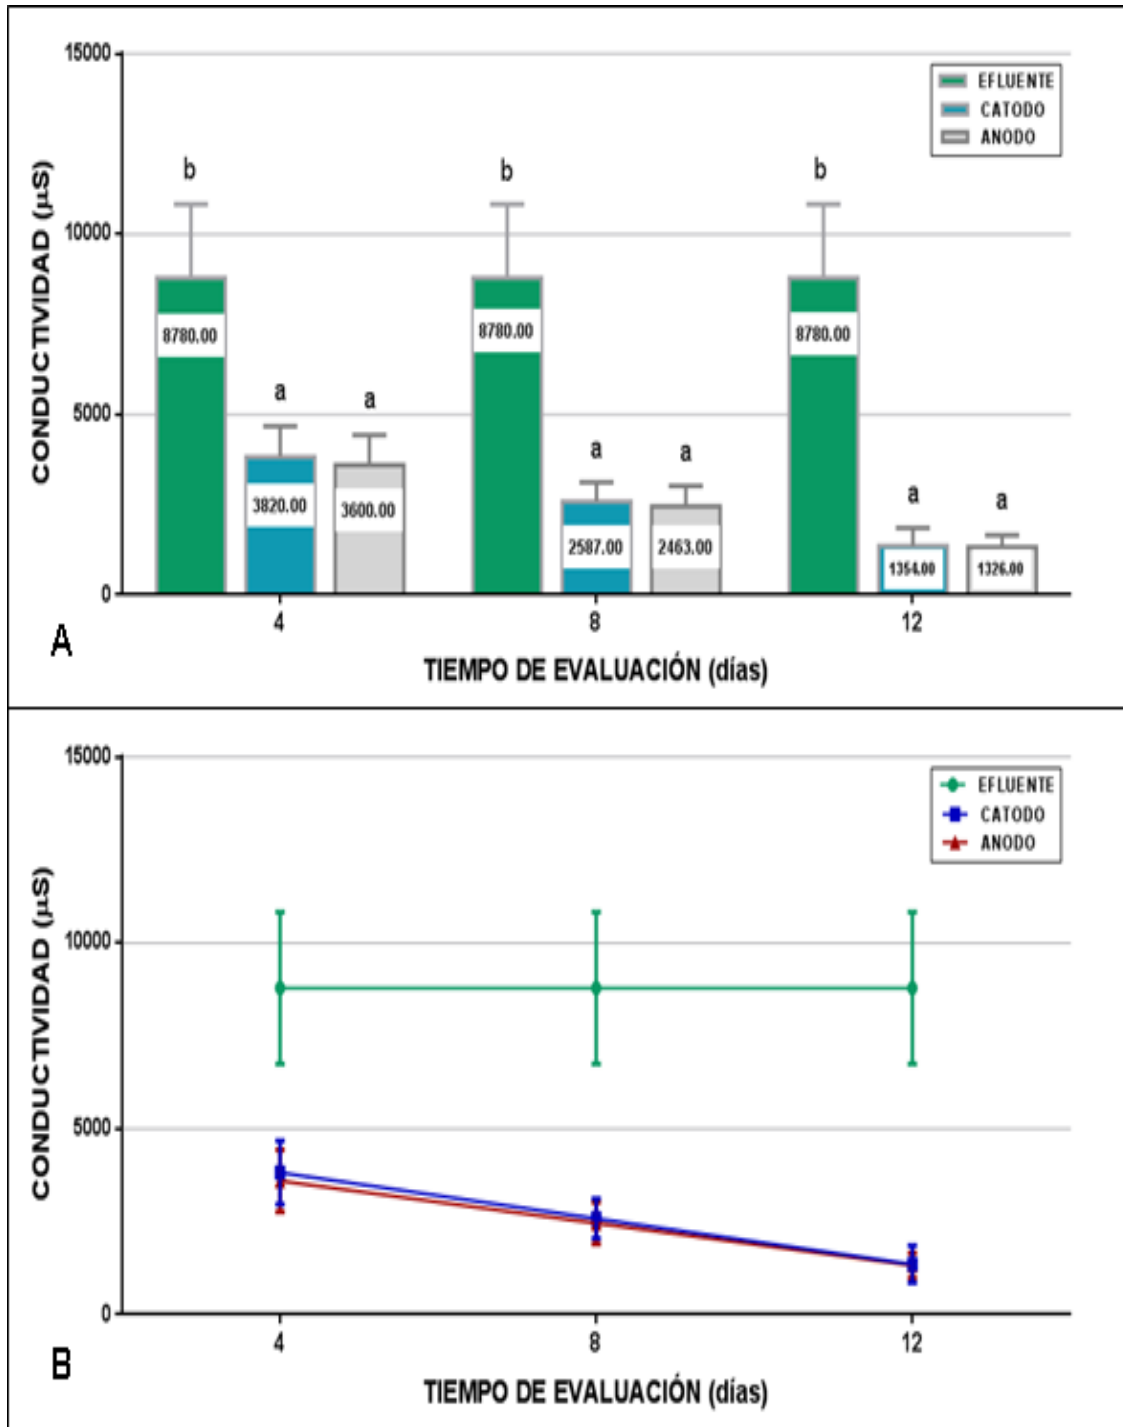 15000
10000
5000
0
CONDUCTIVIDAD (µS)
EFLUENTE
CATODO
ANODO
b
b
b
a
a
a
a
a
a
8780.00
8780.00
8780.00
3820.00
3600.00
2587.00
2463.00
1354.00
1326.00
4
8
12
A
TIEMPO DE EVALUACIÓN (días)
15000
10000
5000
0
CONDUCTIVIDAD (µS)
EFLUENTE
CATODO
ANODO
4
8
12
B
TIEMPO DE EVALUACIÓN (días)